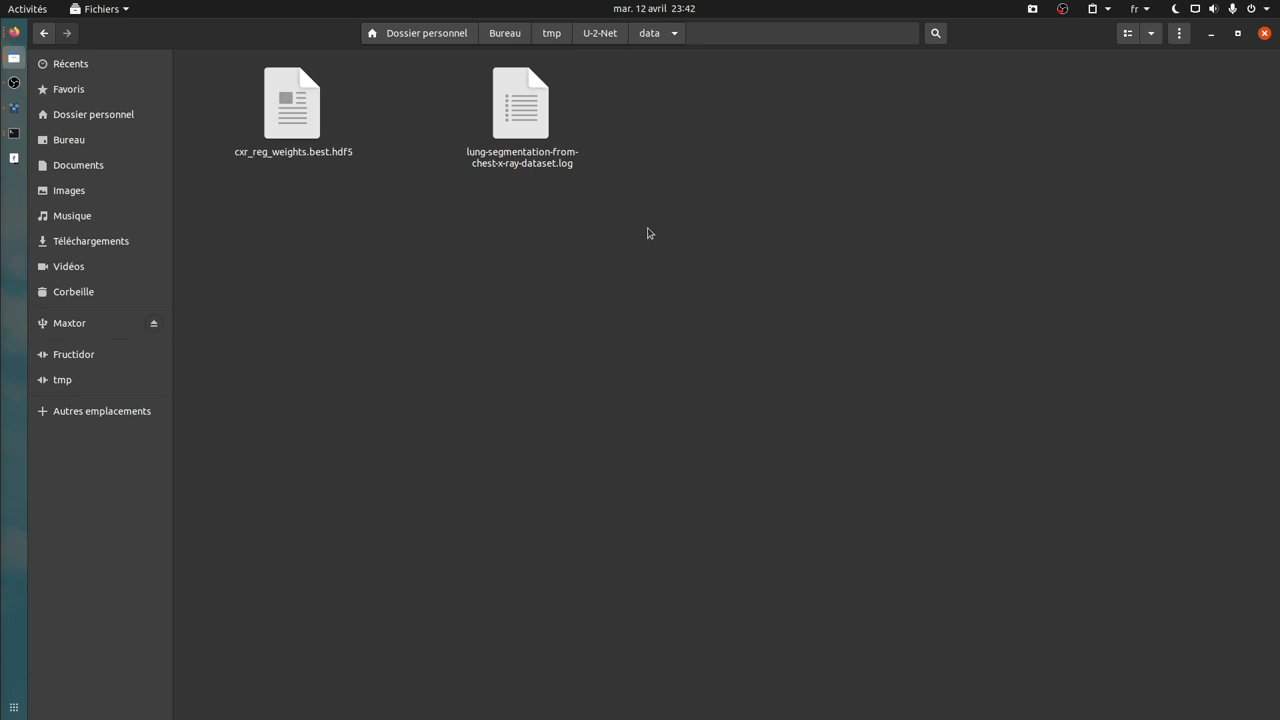 Activités
Fichiers
mar. 12 avril 23:42
fr
Dossier personnel
Bureau
tmp
U-2-Net
data
Récents
Favoris
Dossier personnel
Bureau
Documents
Images
Musique
Téléchargements
Vidéos
Corbeille
Maxtor
Fructidor
tmp
Autres emplacements
cxr_reg_weights.best.hdf5
lung-segmentation-from-
chest-x-ray-dataset.log